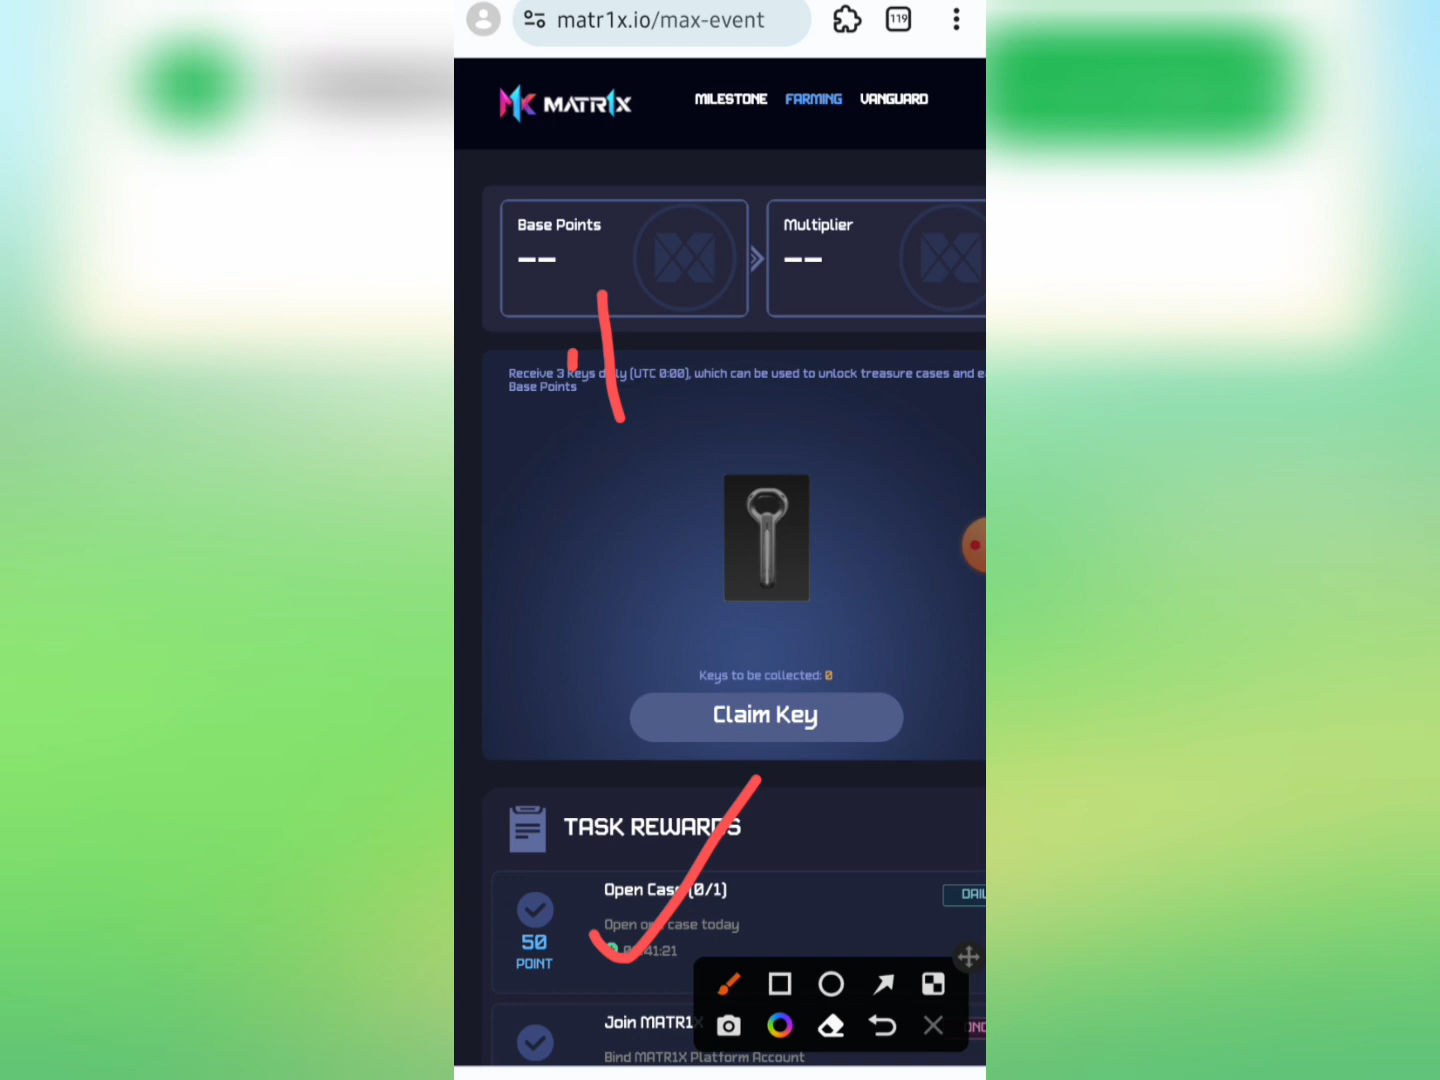 matr1x.io/max-event
119
MATR1X
MILESTONE FARMING VANGUARD
Base Points
Multiplier
Receive 3 keys daily (UTC 0:00), which can be used to unlock treasure cases and
Base Points
Keys to be collected: 0
Claim Key
TASK REWARDS
Open Case (0/1)
Open one case today
41:21
50
POINT
Join MATR1X
Bind MATR1X Platform Account